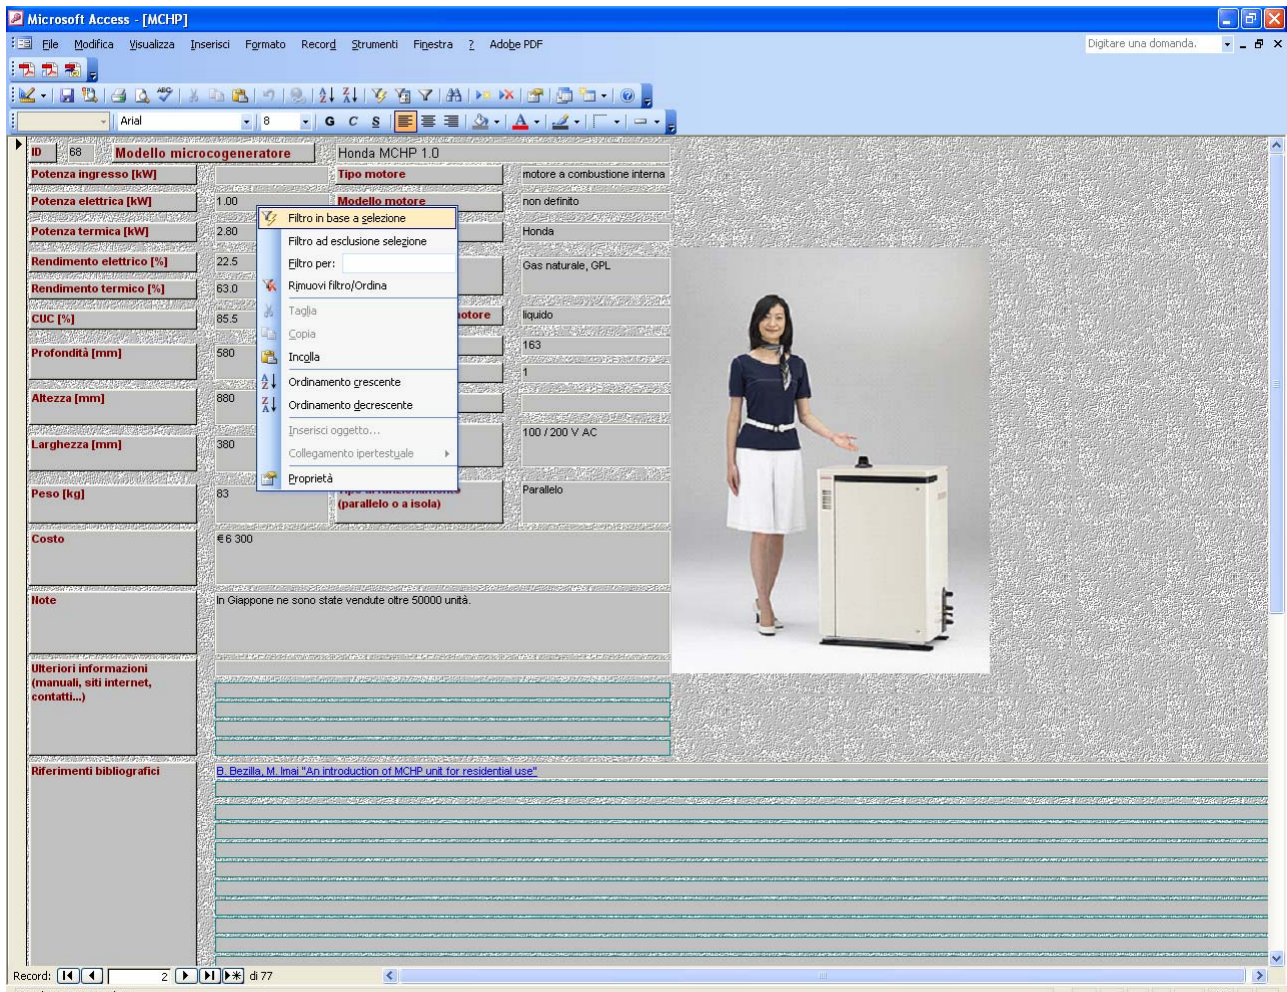 Microsoft Access - [MCHP]
File Modifica Visualizza Inserisci Formato Record Strumenti Finestra ? Adobe PDF Digitare una domanda.
Arial 8 G C S
ID 68 Modello microcogeneratore Honda MCHP 1.0
Potenza ingresso [kW] Tipo motore motore a combustione interna
Potenza elettrica [kW] 1.00 Modello motore non definito
Filtro in base a selezione
Potenza termica [kW] 2.80 Honda
Filtro ad esclusione selezione
Rendimento elettrico [%] 22.5 Filtro per: Gas naturale, GPL
Rendimento termico [%] 63.0 Rimuovi filtro/Ordina
CUC [%] 85.5 Taglia otore liquido
Copia
Profondità [mm] 580 Incolla 163
Ordinamento crescente 1
Altezza [mm] 880 Ordinamento decrescente
Inserisci oggetto... 100 / 200 V AC
Larghezza [mm] 380 Collegamento ipertestuale
Proprietà
Peso [kg] 83 Tipo di funzionamento Parallelo
(parallelo o a isola)
Costo € 6 300
Note In Giappone ne sono state vendute oltre 50000 unità.
Ulteriori informazioni
(manuali, siti internet,
contatti...)
Riferimenti bibliografici B. Bezilla, M. Imai "An introduction of MCHP unit for residential use"
Record: 2 di 77